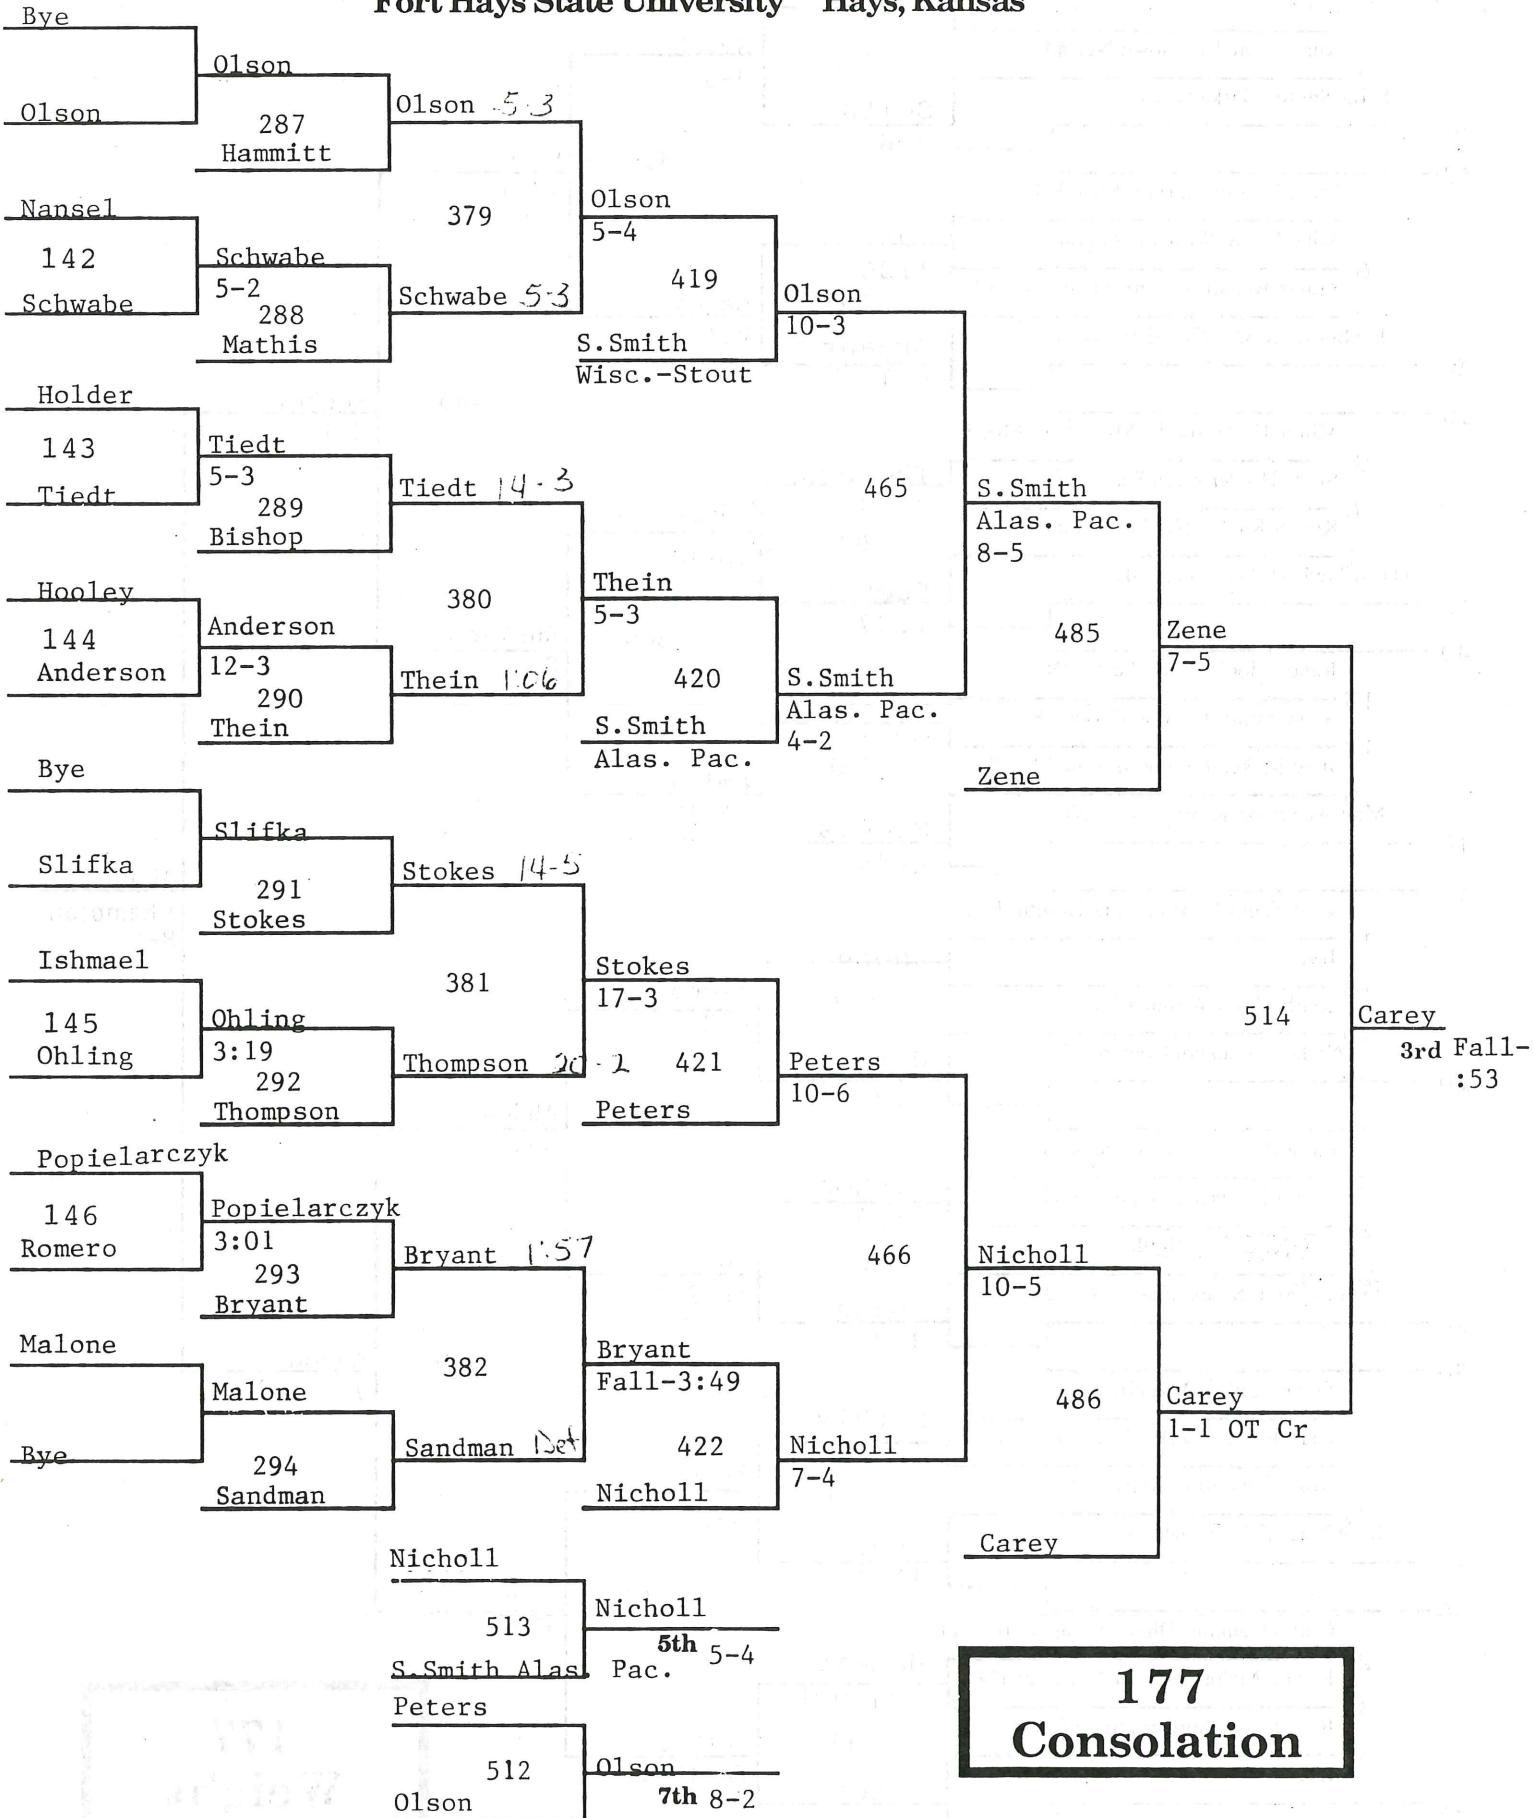 Fort Hays State University Hays, Kansas
Bye
Olson
Olson
287
Hammitt
Olson 5-3
Nansel
142
Schwabe
Schwabe
5-2
288
Mathis
Schwabe 5-3
379
Olson
5-4
419
S.Smith
Wisc.-Stout
Olson
10-3
Holder
143
Tiedt
Tiedt
5-3
289
Bishop
Tiedt 14-3
Hooley
144
Anderson
Anderson
12-3
290
Thein
Thein 1:06
380
Thein
5-3
420
S.Smith
Alas. Pac.
S.Smith
Alas. Pac.
4-2
465
S.Smith
Alas. Pac.
8-5
485
Zene
Zene
7-5
Bye
Slifka
Slifka
291
Stokes
Stokes 14-5
Ishmael
145
Ohling
Ohling
3:19
292
Thompson
Thompson 20-2
381
Stokes
17-3
421
Peters
Peters
10-6
Popielarczyk
146
Romero
Popielarczyk
3:01
293
Bryant
Bryant 1:57
Malone
Bye
Malone
294
Sandman
Sandman Def
382
Bryant
Fall-3:49
422
Nicholl
Nicholl
7-4
466
Nicholl
10-5
486
Carey
Carey
1-1 OT Cr
514
Carey
3rd Fall-
:53
Nicholl
513
S.Smith Alas. Pac.
Nicholl
5th 5-4
Peters
512
Olson
Olson
7th 8-2
177
Consolation